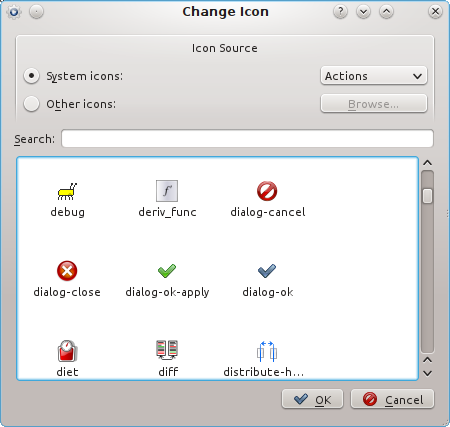 Change Icon
Icon Source
System icons:
Actions
Other icons:
Browse...
Search:
debug
deriv_func
dialog-cancel
dialog-close
dialog-ok-apply
dialog-ok
diet
diff
distribute-h...
OK
Cancel